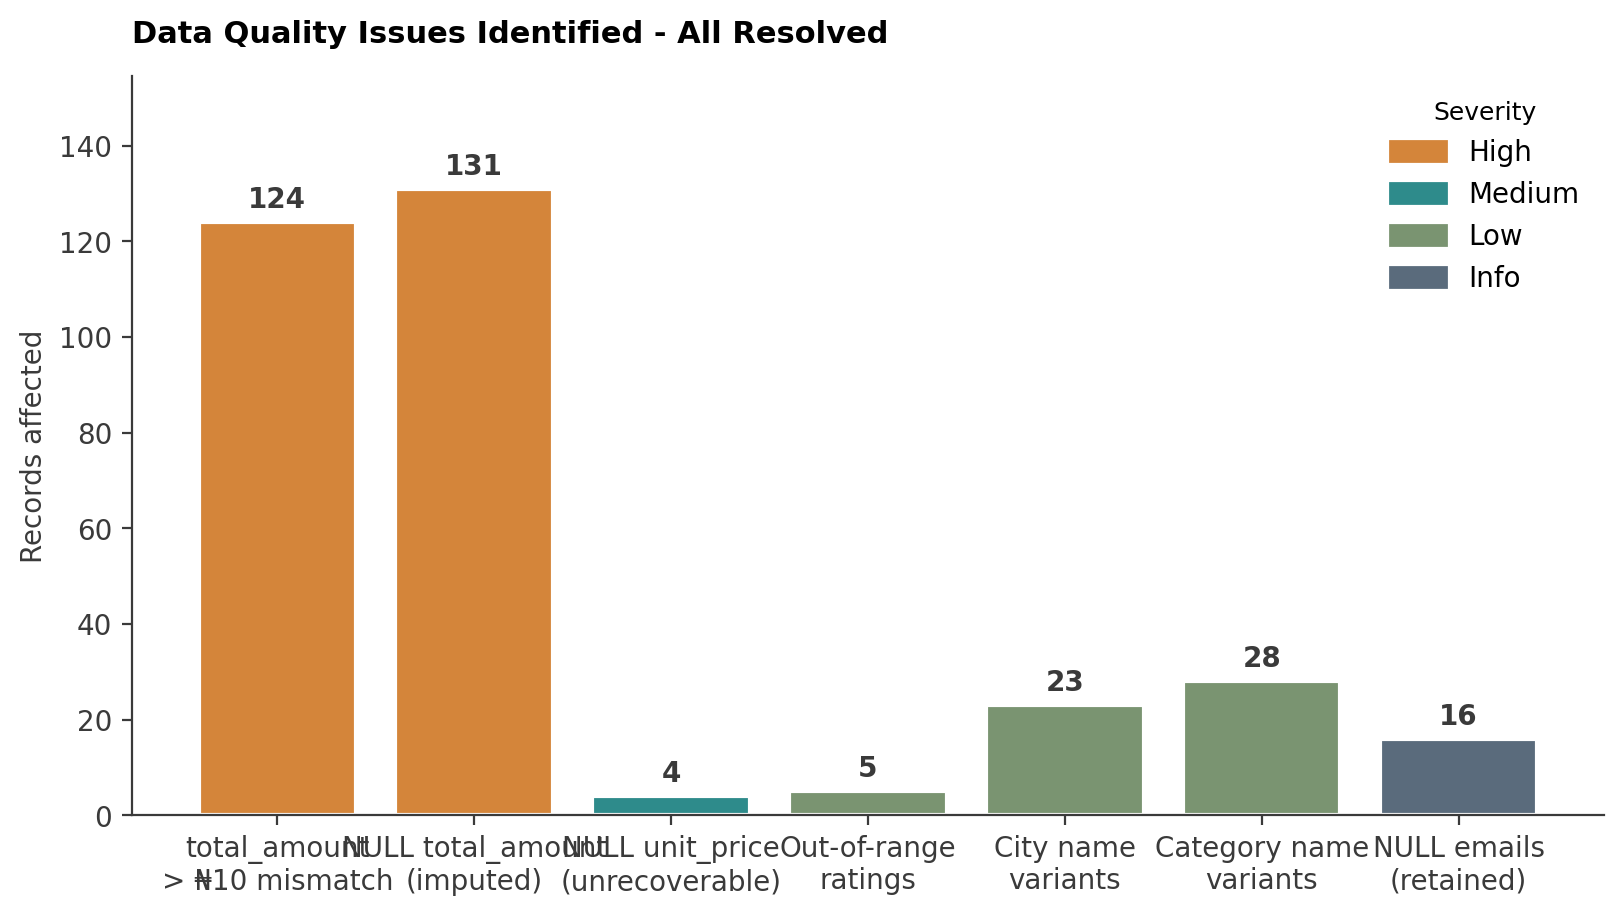 Data Quality Issues Identified - All Resolved
Severity
High
Medium
Low
Info
Records affected
140
120
100
80
60
40
20
0
124
131
4
5
23
28
16
total_amount
> ₦10 mismatch
NULL total_amount
(imputed)
NULL unit_price
(unrecoverable)
Out-of-range
ratings
City name
variants
Category name
variants
NULL emails
(retained)